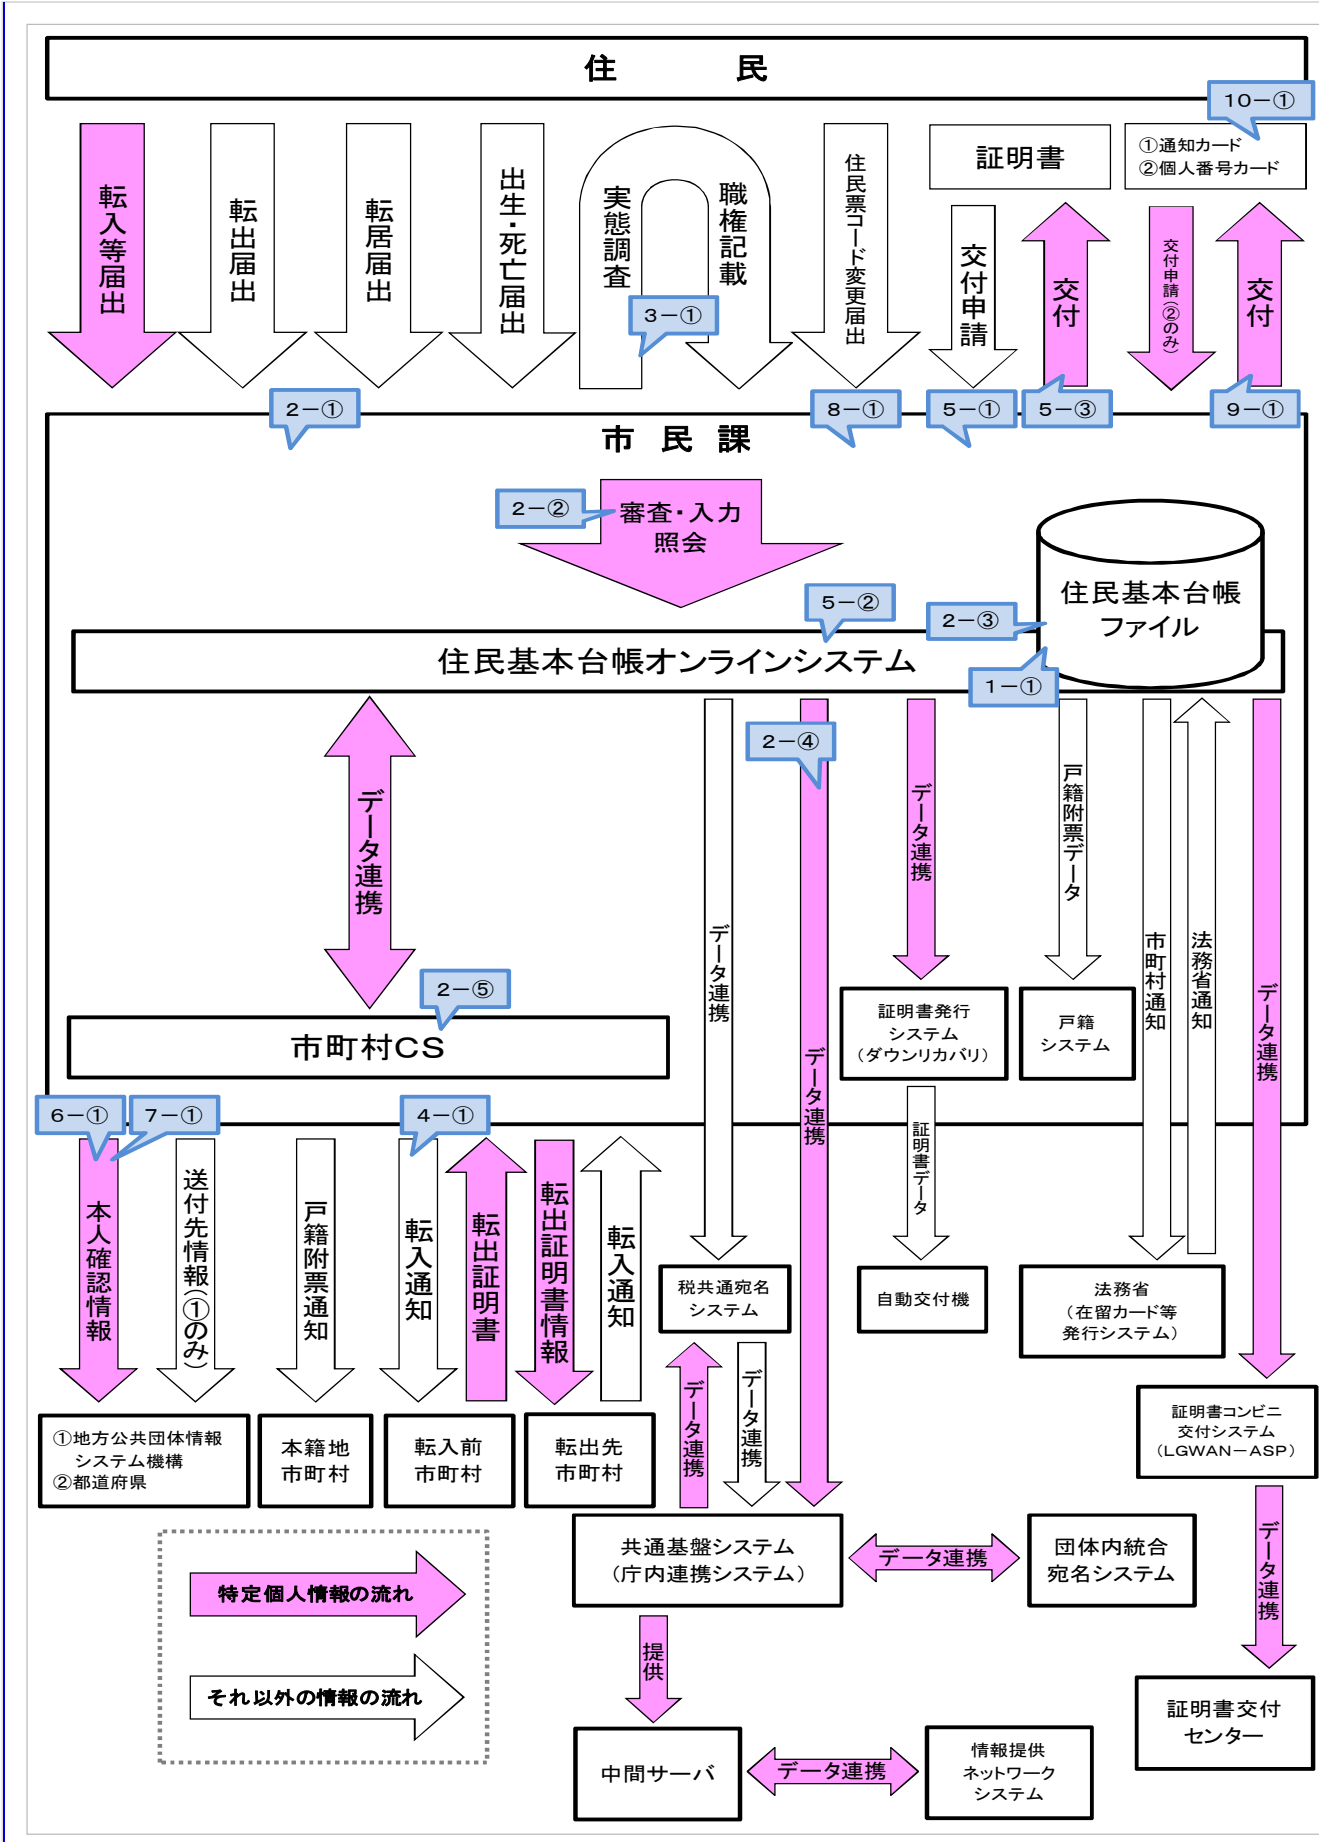 住　　　民
10－①
転入等届出
転出届出
転居届出
出生・死亡届出
実態調査
職権記載
3－①
住民票コード変更届出
証明書
交付申請
交付
①通知カード
②個人番号カード
交付申請（②のみ）
交付
2－①
8－①
5－①
5－③
9－①
市民課
2－②
審査・入力
照会
5－②
2－③
住民基本台帳
ファイル
住民基本台帳オンラインシステム
1－①
2－④
データ連携
データ連携
データ連携
データ連携
戸籍附票データ
市町村通知
法務省通知
データ連携
2－⑤
市町村CS
証明書発行
システム
（ダウンリカバリ）
戸籍
システム
6－①
7－①
4－①
本人確認情報
送付先情報（①のみ）
戸籍附票通知
転入通知
転出証明書
転出証明書情報
転入通知
証明書データ
税共通宛名
システム
自動交付機
法務省
（在留カード等
発行システム）
データ連携
データ連携
①地方公共団体情報
システム機構
②都道府県
本籍地
市町村
転入前
市町村
転出先
市町村
証明書コンビニ
交付システム
（LGWAN－ASP）
共通基盤システム
（庁内連携システム）
データ連携
団体内統合
宛名システム
データ連携
特定個人情報の流れ
それ以外の情報の流れ
提供
中間サーバ
データ連携
情報提供
ネットワーク
システム
証明書交付
センター